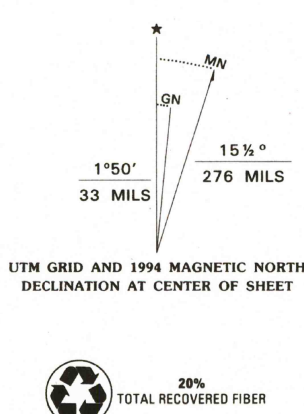 ★
MN
GN
1°50′
33 MILS
15½°
276 MILS
UTM GRID AND 1994 MAGNETIC NORTH
DECLINATION AT CENTER OF SHEET
20%
TOTAL RECOVERED FIBER